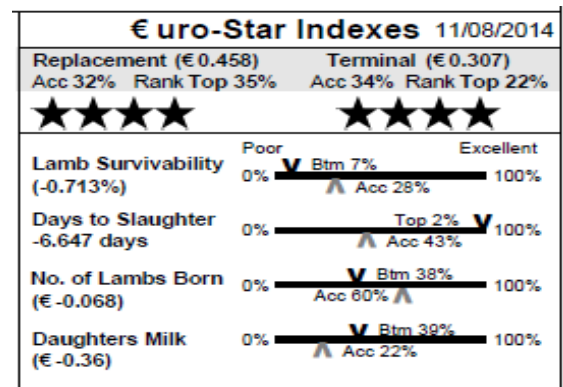 €uro-Star Indexes 11/08/2014
Replacement (€0.458) Terminal (€0.307)
Acc 32% Rank Top 35% Acc 34% Rank Top 22%
Poor Excellent
Lamb Survivability
(-0.713%)
0% Btm 7% 100%
Acc 28%
Days to Slaughter
-6.647 days
0% Top 2% 100%
Acc 43%
No. of Lambs Born
(€-0.068)
0% Btm 38% 100%
Acc 60%
Daughters Milk
(€-0.36)
0% Btm 39% 100%
Acc 22%